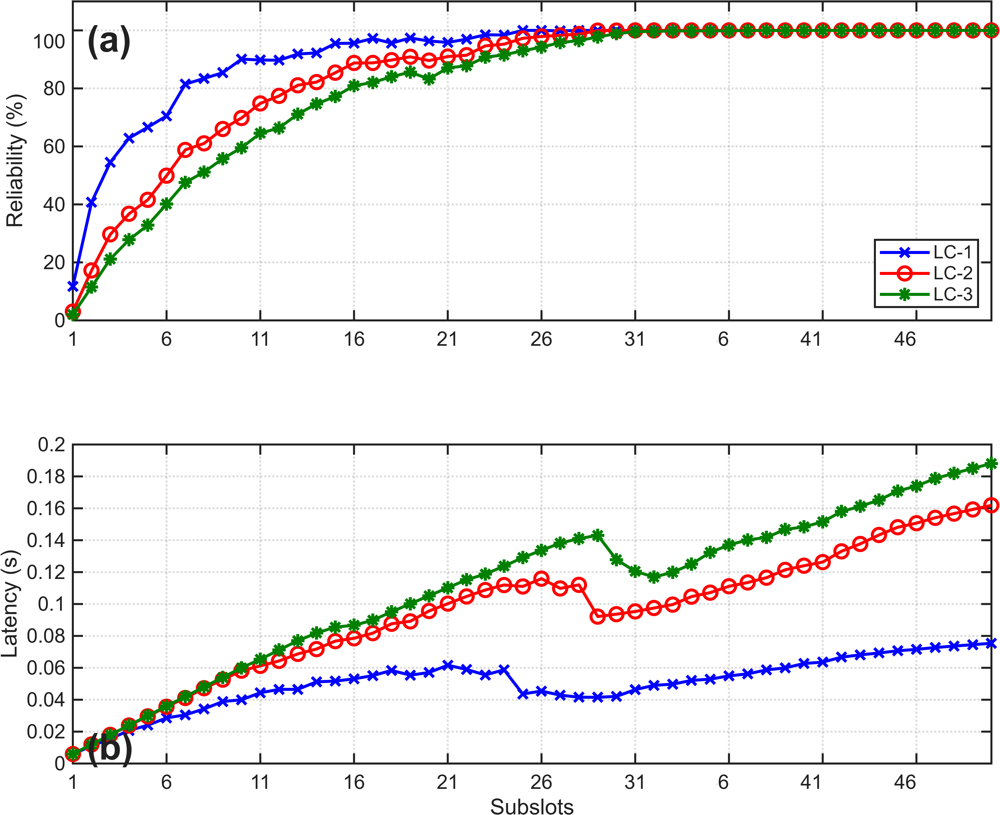 (a)
Reliability (%)
100
80
60
40
20
0
1 6 11 16 21 26 31 6 41 46
LC-1
LC-2
LC-3
(b)
Latency (s)
0.2
0.18
0.16
0.14
0.12
0.1
0.08
0.06
0.04
0.02
0
1 6 11 16 21 26 31 6 41 46
Subslots